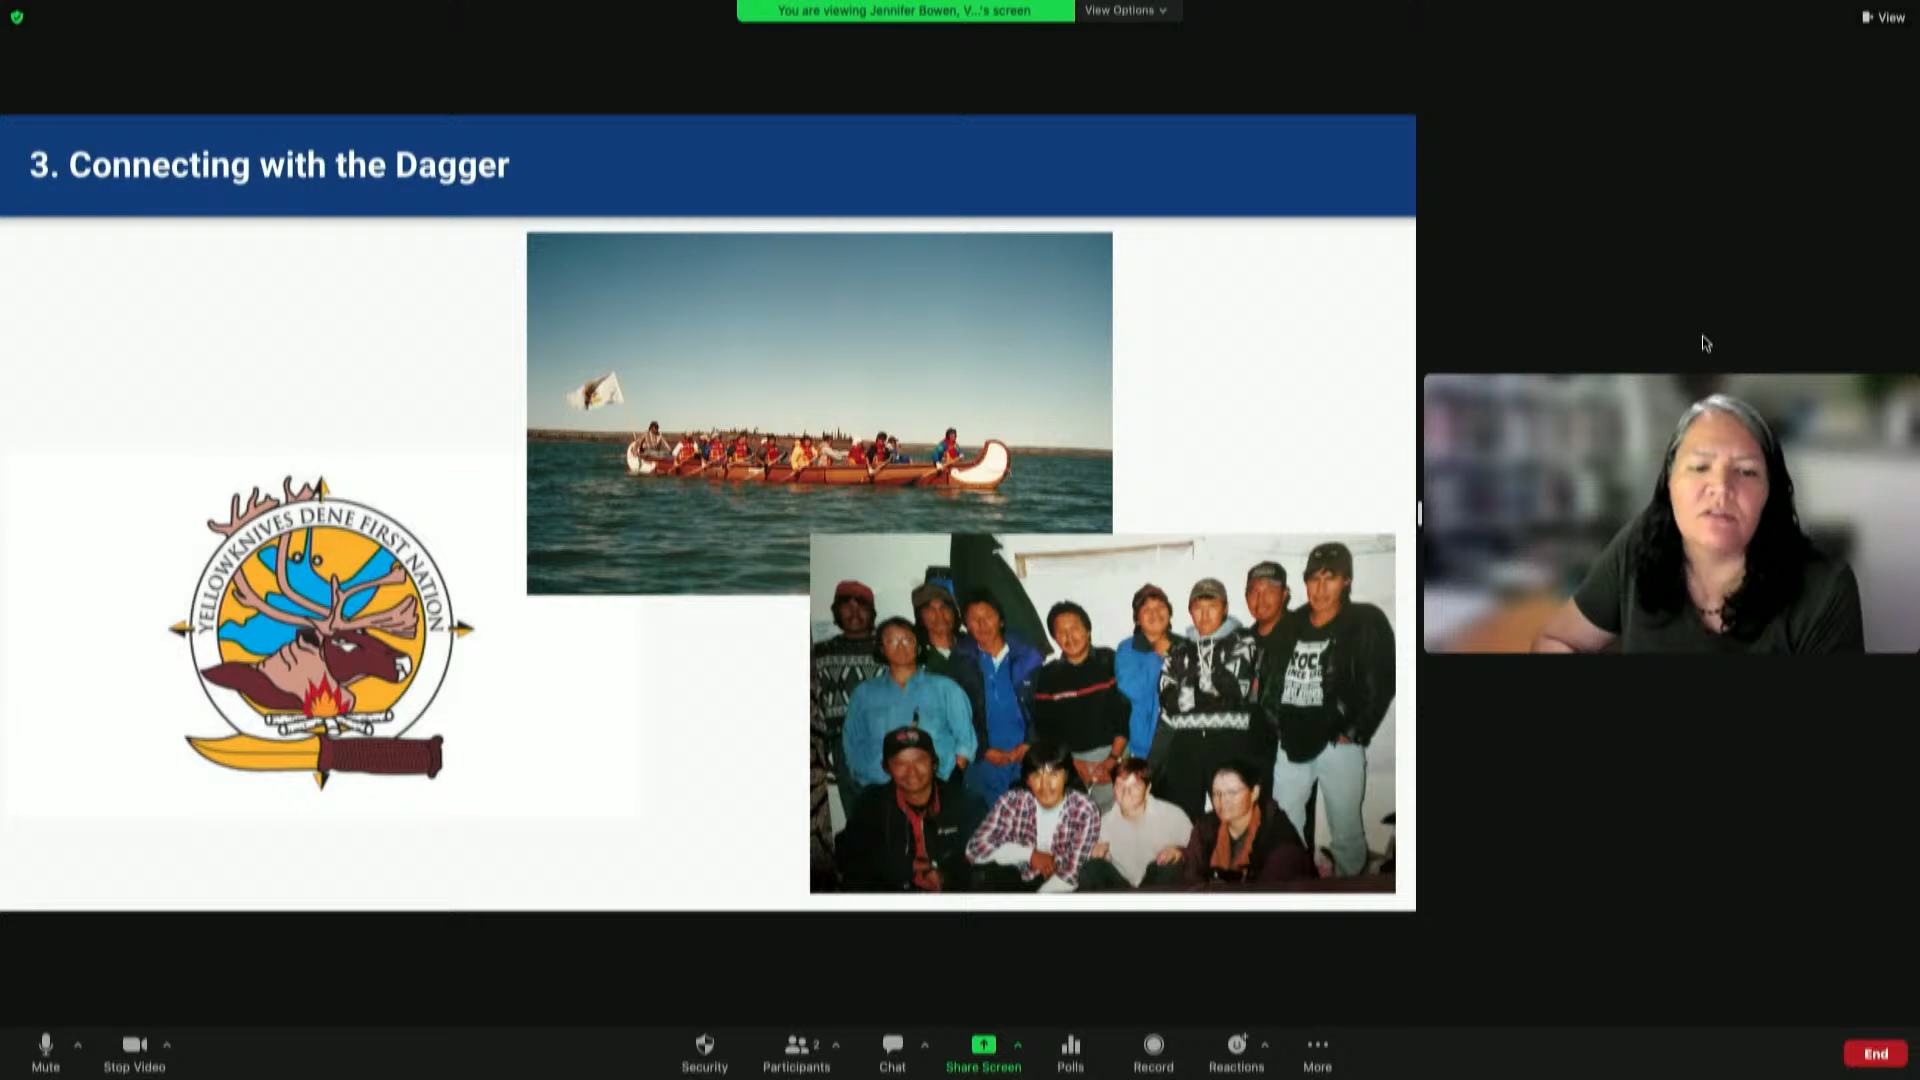 You are viewing Jennifer Bowen, V...'s screen
View Options
View
3. Connecting with the Dagger
YELLOWKNIVES DENE FIRST NATION
Mute
Stop Video
Security
2
Participants
Chat
Share Screen
Polls
Record
Reactions
More
End